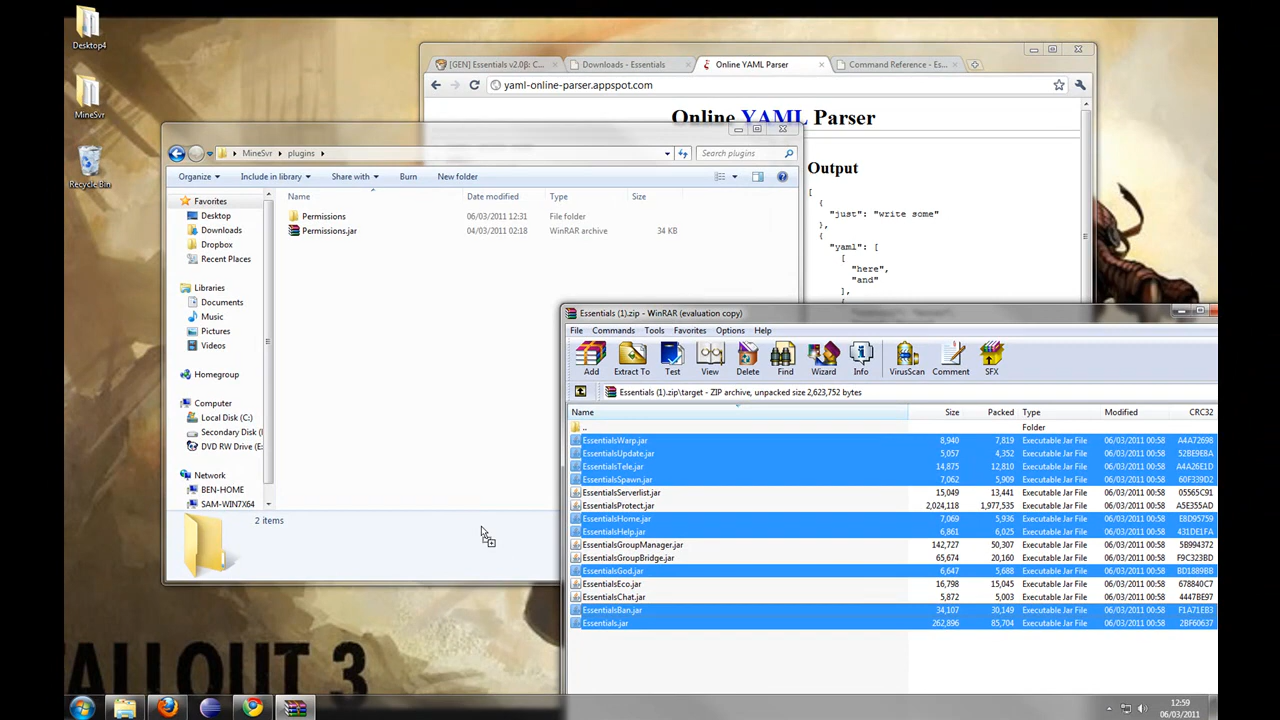 Desktop4
MineSvr
Recycle Bin
[GEN] Essentials v2.0β: C...
Downloads - Essentials
Online YAML Parser
Command Reference - Es...
yaml-online-parser.appspot.com
Online YAML Parser
Output
[
{
"just": "write some"
},
{
"yaml": [
[
"here",
"and"
],
MineSvr
plugins
Search plugins
Organize
Include in library
Share with
Burn
New folder
Name
Date modified
Type
Size
Permissions
06/03/2011 12:31
File folder
Permissions.jar
04/03/2011 02:18
WinRAR archive
34 KB
Favorites
Desktop
Downloads
Dropbox
Recent Places
Libraries
Documents
Music
Pictures
Videos
Homegroup
Computer
Local Disk (C:)
Secondary Disk (
DVD RW Drive (E
Network
BEN-HOME
SAM-WIN7X64
2 items
Essentials (1).zip - WinRAR (evaluation copy)
File Commands Tools Favorites Options Help
Add Extract To Test View Delete Find Wizard Info VirusScan Comment SFX
Essentials (1).zip\target - ZIP archive, unpacked size 2,623,752 bytes
Name Size Packed Type Modified CRC32
.. Folder
EssentialsWarp.jar 8,940 7,819 Executable Jar File 06/03/2011 00:58 A4A72698
EssentialsUpdate.jar 5,057 4,352 Executable Jar File 06/03/2011 00:58 52BE9EBA
EssentialsTele.jar 14,875 12,810 Executable Jar File 06/03/2011 00:58 A4A26E1D
EssentialsSpawn.jar 7,062 5,909 Executable Jar File 06/03/2011 00:58 60F339D2
EssentialsServerlist.jar 15,049 13,441 Executable Jar File 06/03/2011 00:58 05565C91
EssentialsProtect.jar 2,024,118 1,977,535 Executable Jar File 06/03/2011 00:58 A5E355AD
EssentialsHome.jar 7,069 5,936 Executable Jar File 06/03/2011 00:58 E8D95759
EssentialsHelp.jar 6,861 6,025 Executable Jar File 06/03/2011 00:58 431DE1FA
EssentialsGroupManager.jar 142,727 50,307 Executable Jar File 06/03/2011 00:58 5B994372
EssentialsGroupBridge.jar 65,674 20,160 Executable Jar File 06/03/2011 00:58 F9C323BD
EssentialsGod.jar 6,647 5,688 Executable Jar File 06/03/2011 00:58 BD1889BB
EssentialsEco.jar 16,798 15,045 Executable Jar File 06/03/2011 00:58 678840C7
EssentialsChat.jar 5,872 5,003 Executable Jar File 06/03/2011 00:58 4447BE97
EssentialsBan.jar 34,107 30,149 Executable Jar File 06/03/2011 00:58 F1A71EB3
Essentials.jar 262,896 85,704 Executable Jar File 06/03/2011 00:58 2BF60637
ALLOUT 3
12:59
06/03/2011